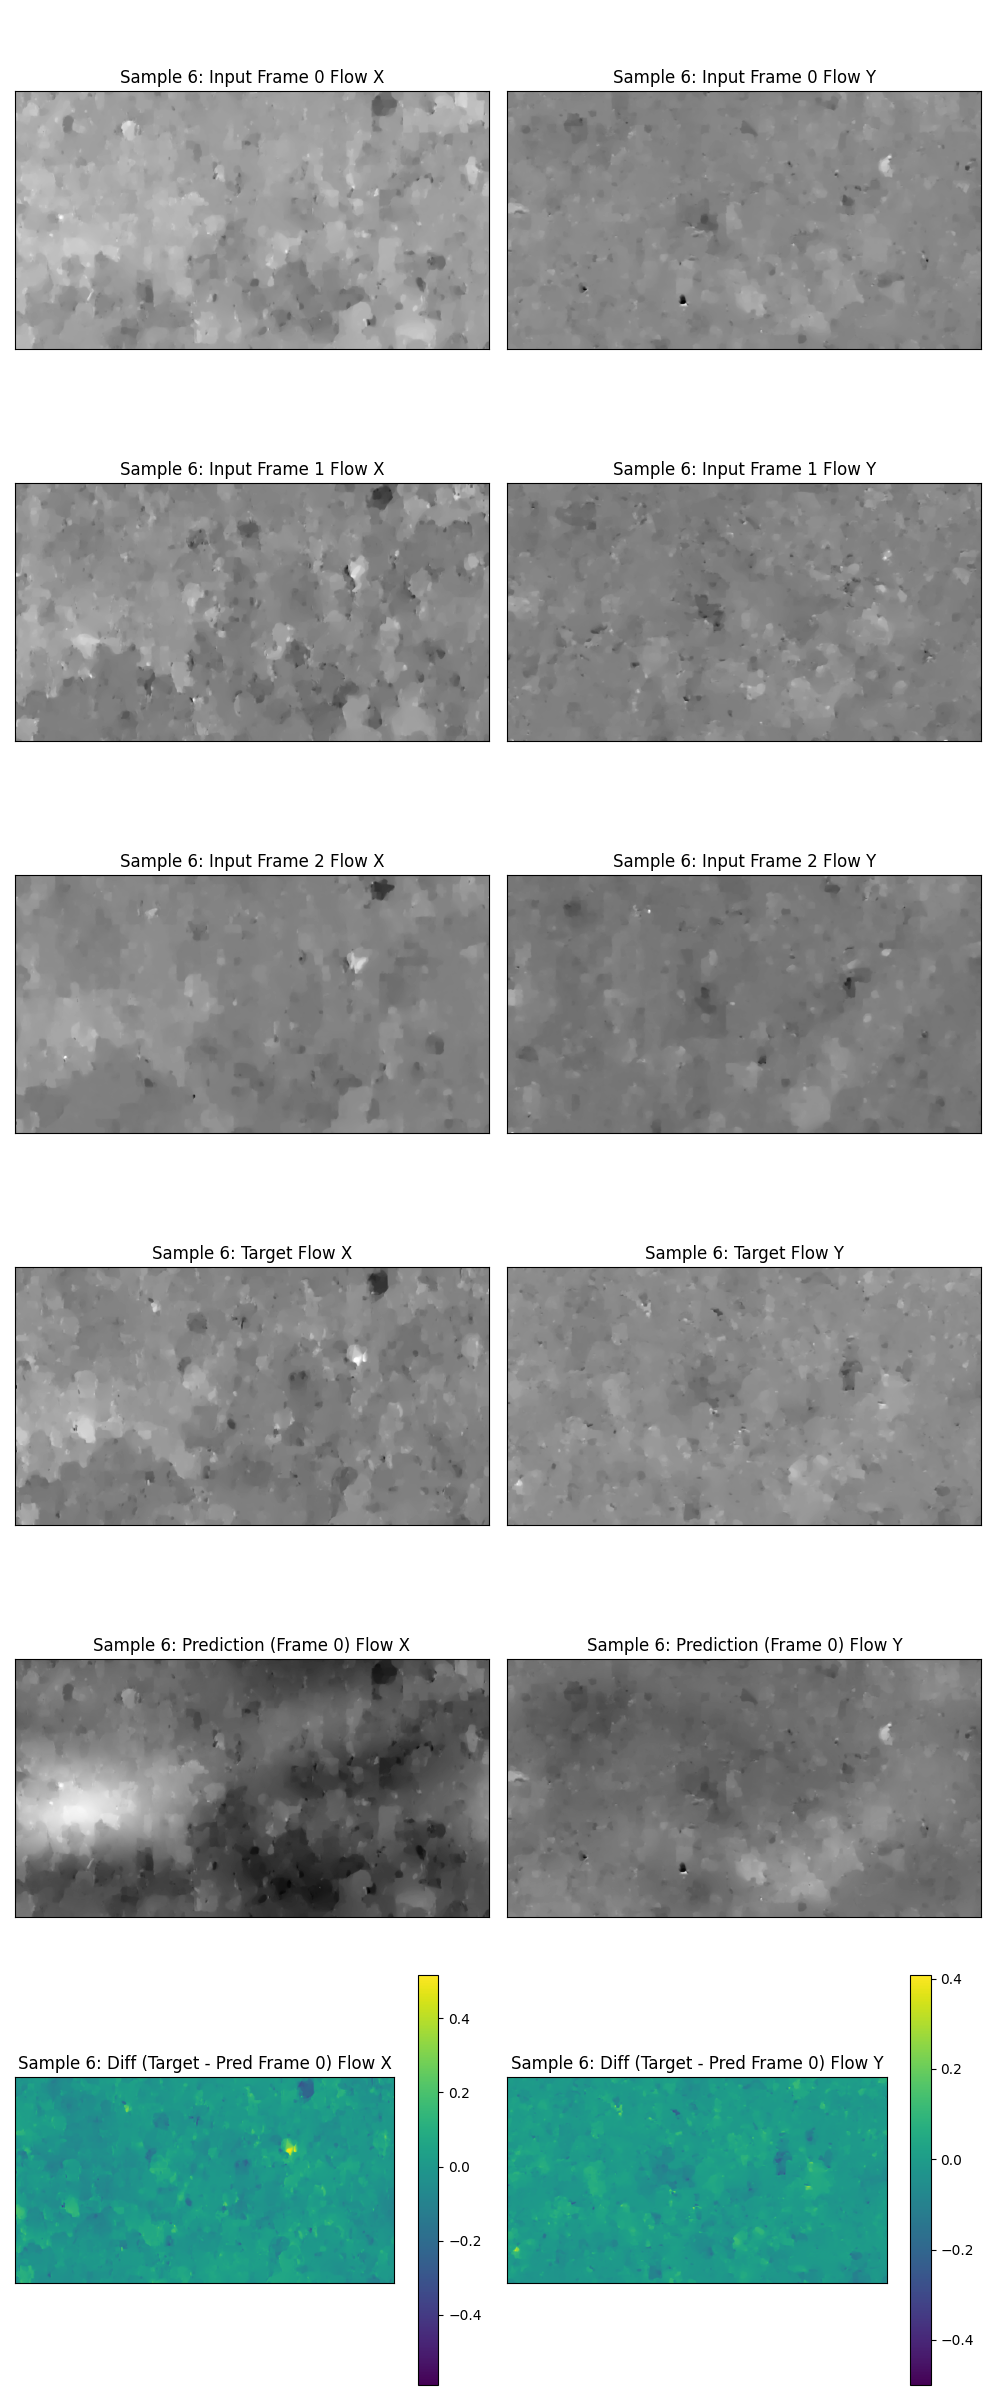 Sample 6: Input Frame 0 Flow X
Sample 6: Input Frame 0 Flow Y
Sample 6: Input Frame 1 Flow X
Sample 6: Input Frame 1 Flow Y
Sample 6: Input Frame 2 Flow X
Sample 6: Input Frame 2 Flow Y
Sample 6: Target Flow X
Sample 6: Target Flow Y
Sample 6: Prediction (Frame 0) Flow X
Sample 6: Prediction (Frame 0) Flow Y
Sample 6: Diff (Target - Pred Frame 0) Flow X
0.4
0.2
0.0
−0.2
−0.4
Sample 6: Diff (Target - Pred Frame 0) Flow Y
0.4
0.2
0.0
−0.2
−0.4